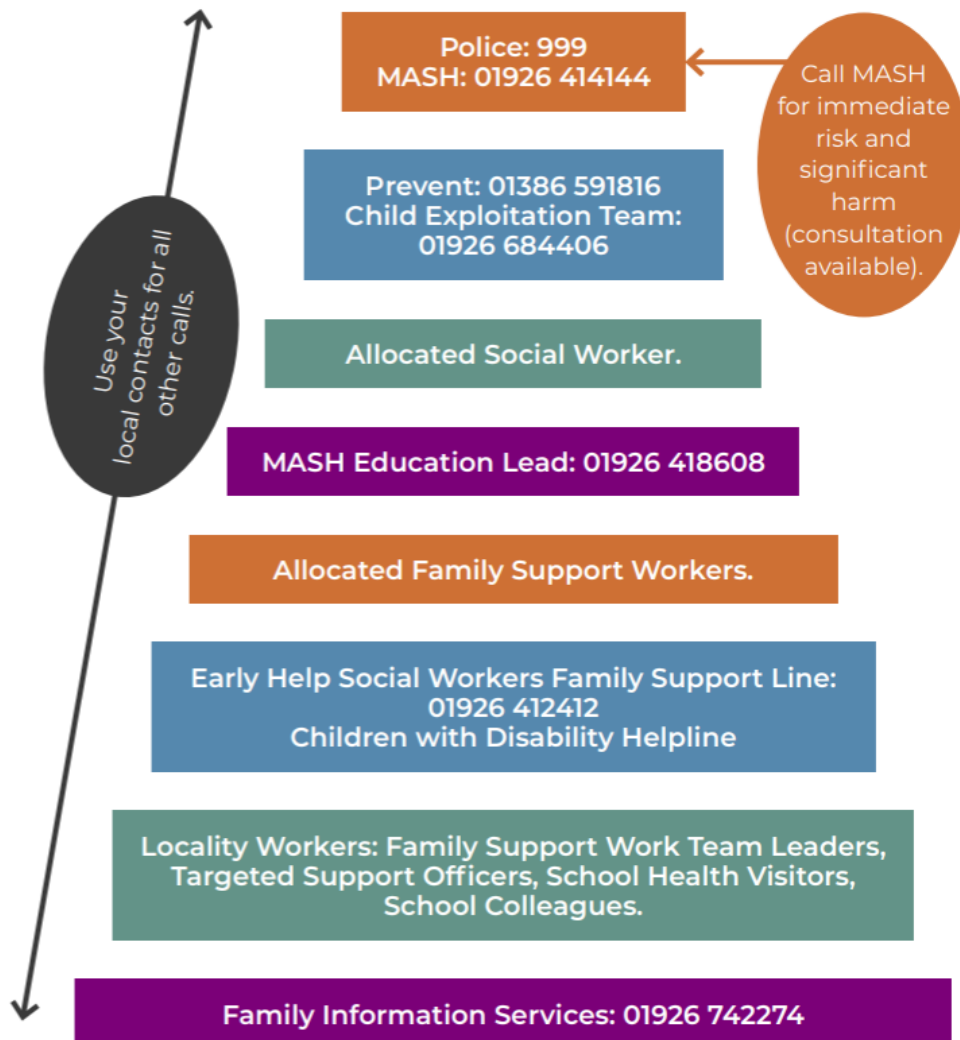 Police: 999
MASH: 01926 414144
Call MASH
for immediate
risk and
significant
harm
(consultation
available).
Prevent: 01386 591816
Child Exploitation Team:
01926 684406
Use your
local contacts for all
other calls.
Allocated Social Worker.
MASH Education Lead: 01926 418608
Allocated Family Support Workers.
Early Help Social Workers Family Support Line:
01926 412412
Children with Disability Helpline
Locality Workers: Family Support Work Team Leaders,
Targeted Support Officers, School Health Visitors,
School Colleagues.
Family Information Services: 01926 742274